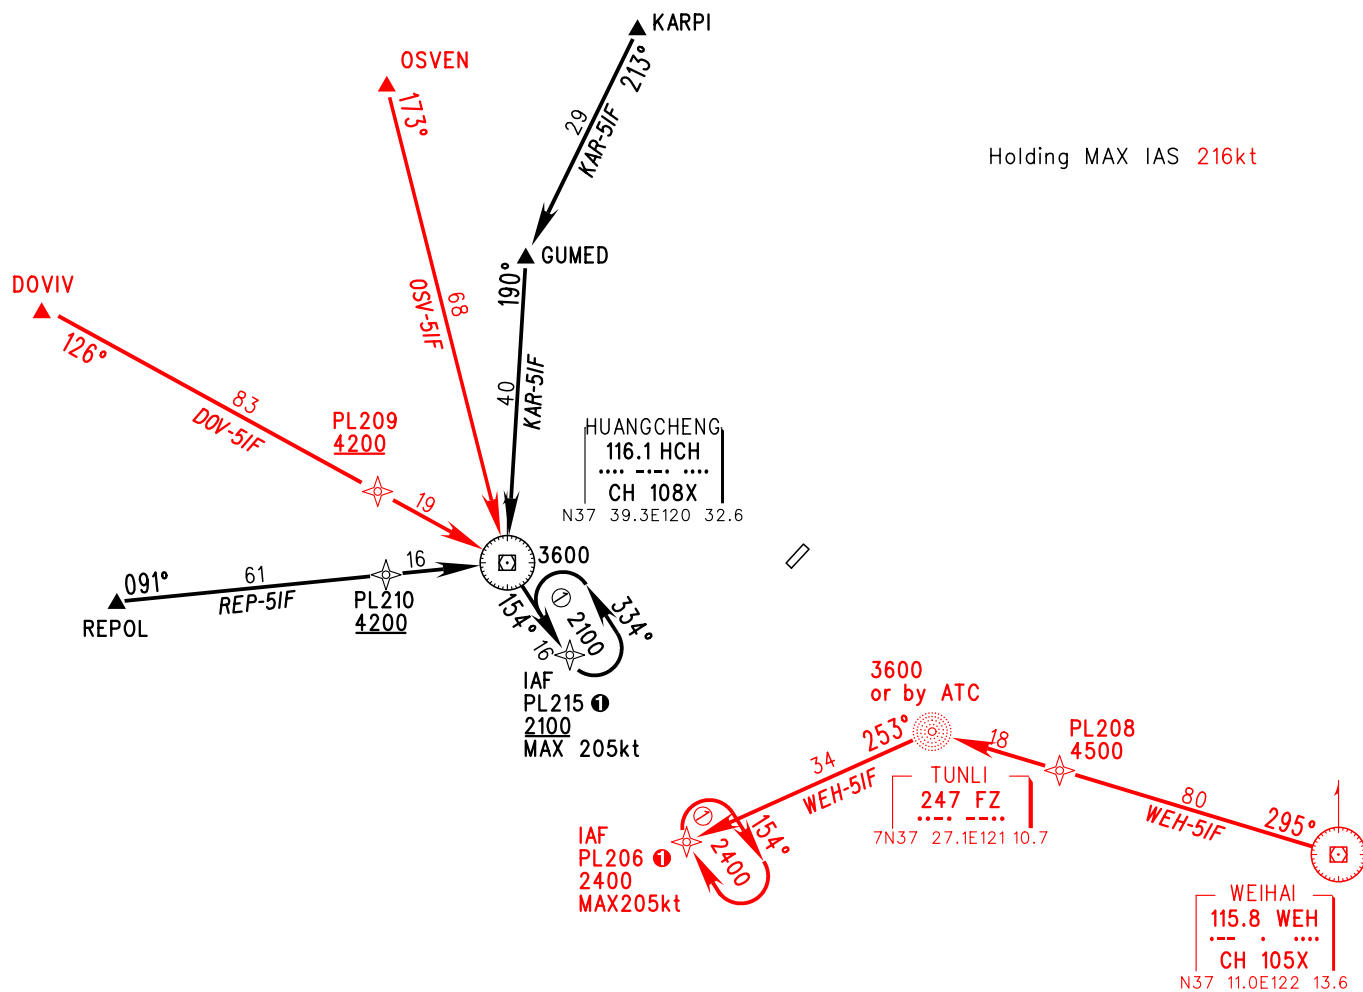 KARPI
213°
29
KAR-5IF
OSVEN
173°
68
OSV-5IF
Holding MAX IAS 216kt
GUMED
190°
40
KAR-5IF
DOVIV
126°
83
DOV-5IF
PL209
4200
19
HUANGCHENG
116.1 HCH
···· -·-· ····
CH 108X
N37 39.3E120 32.6
3600
091°
61
REP-5IF
REPOL
16
PL210
4200
154°
16
1
2100
334°
IAF
PL215 1
2100
MAX 205kt
3600
or by ATC
253°
34
WEH-5IF
18
PL208
4500
TUNLI
247 FZ
··-· --··
7N37 27.1E121 10.7
80
WEH-5IF
295°
IAF
PL206 1
2400
MAX205kt
1
2400
154°
WEIHAI
115.8 WEH
·-- · ····
CH 105X
N37 11.0E122 13.6